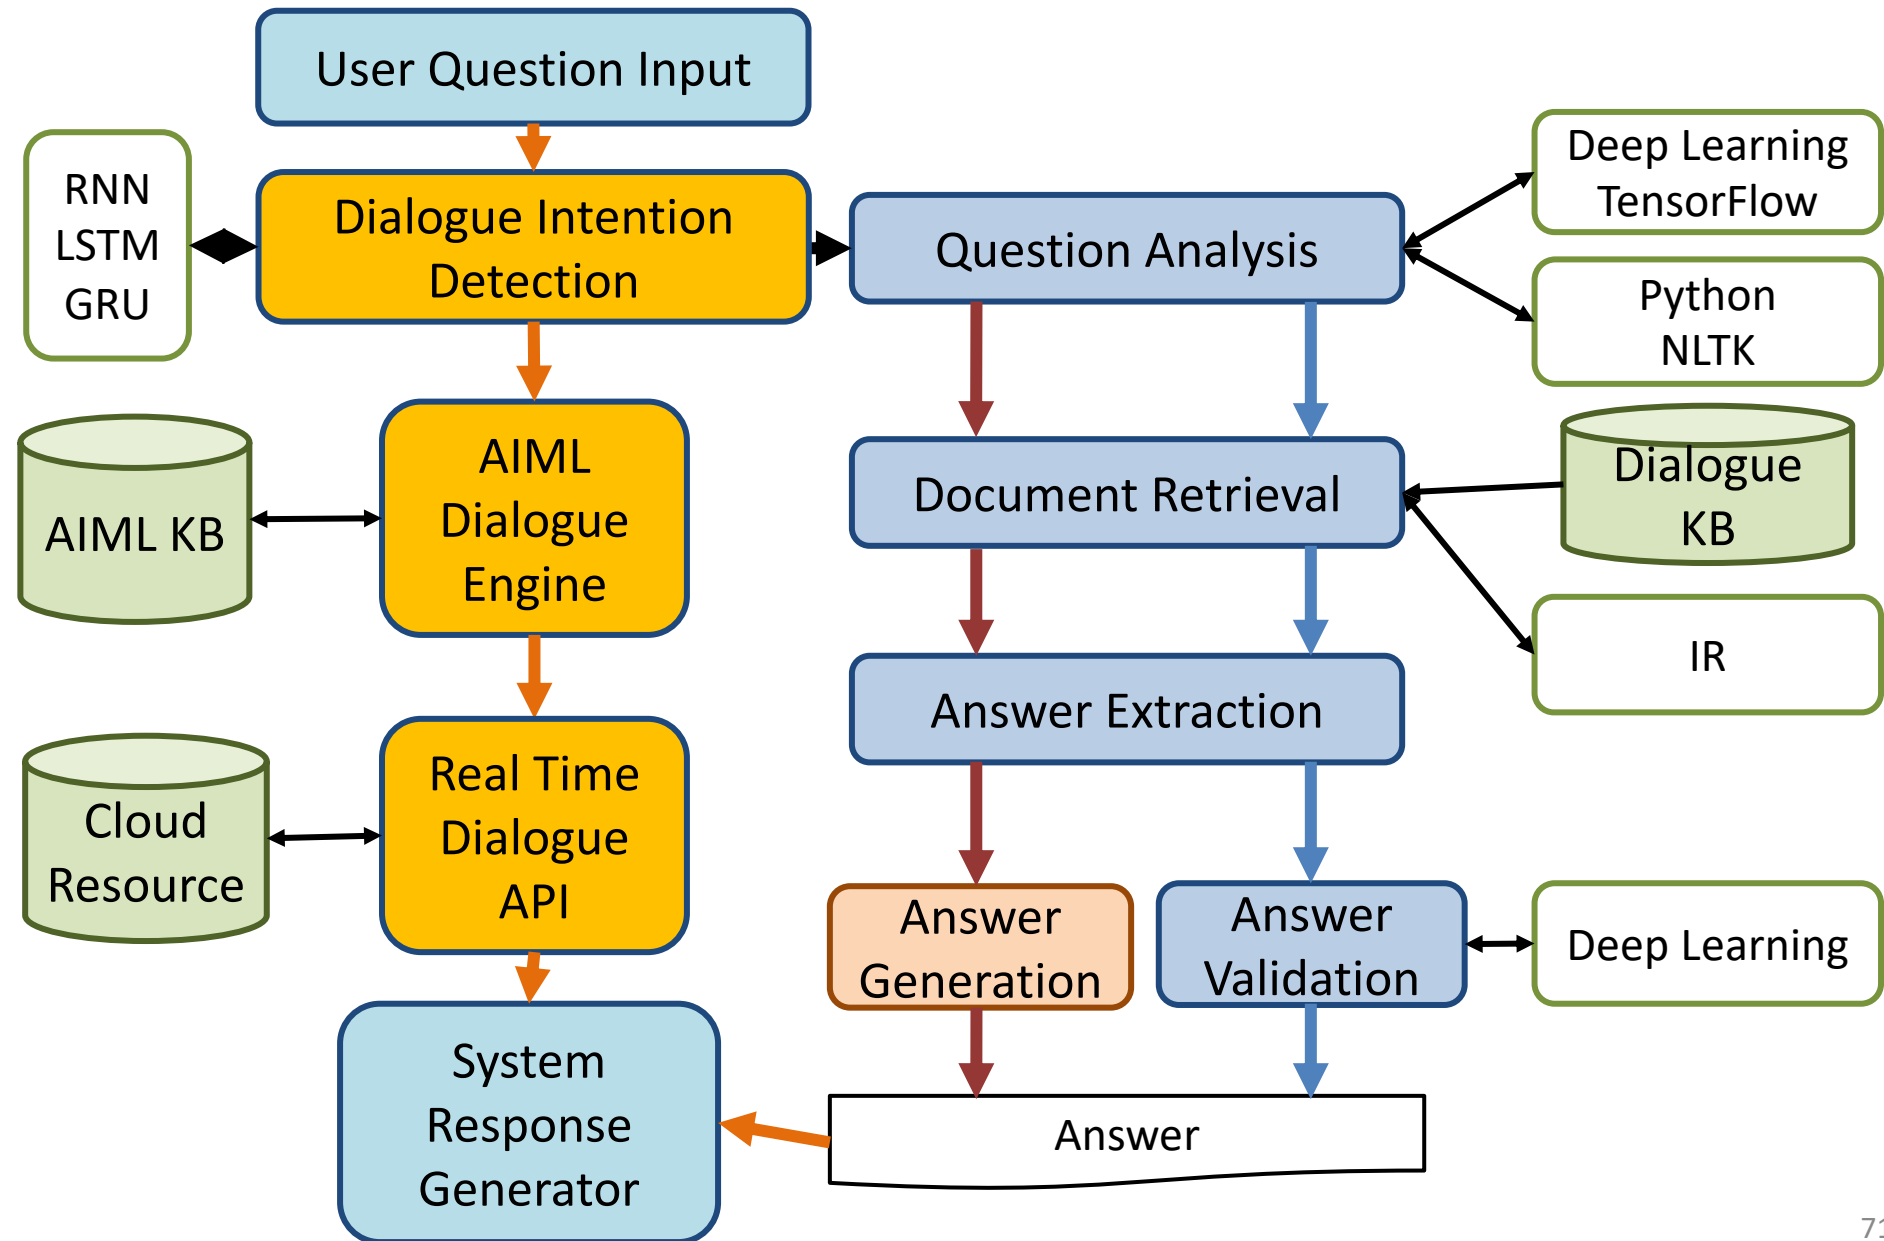 User Question Input
RNN
LSTM
GRU
Dialogue Intention
Detection
Question Analysis
Deep Learning
TensorFlow
Python
NLTK
AIML KB
AIML
Dialogue
Engine
Document Retrieval
Dialogue
KB
IR
Answer Extraction
Cloud
Resource
Real Time
Dialogue
API
Answer
Generation
Answer
Validation
Deep Learning
System
Response
Generator
Answer
71